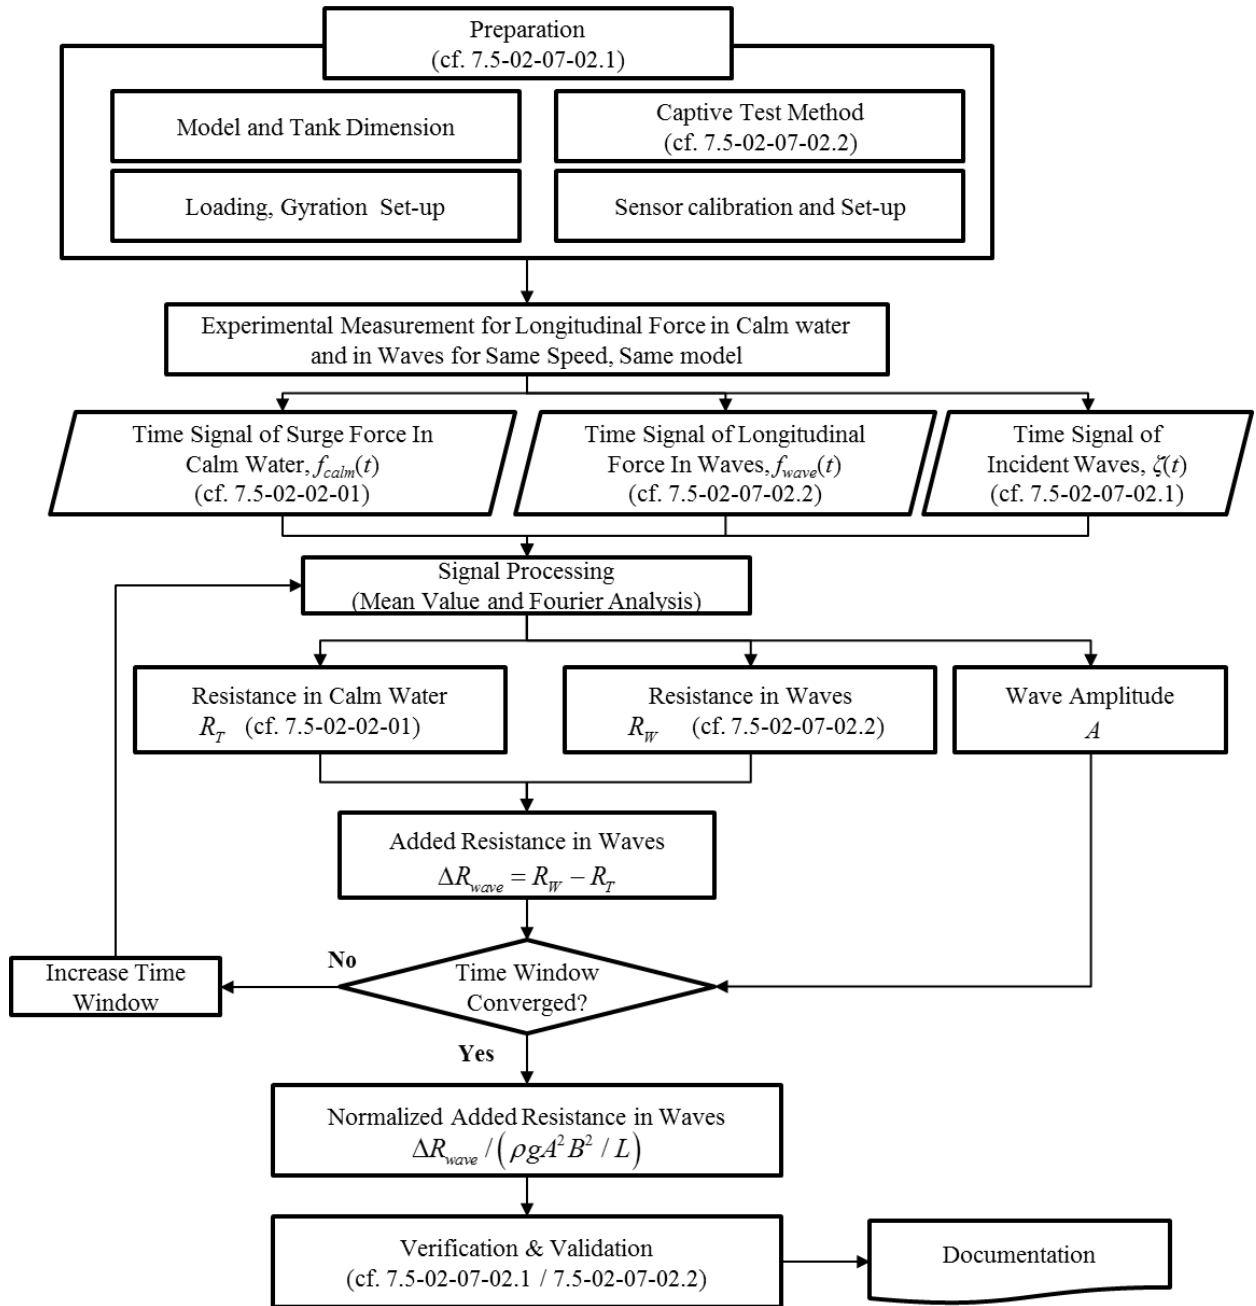 Preparation
(cf. 7.5-02-07-02.1)
Model and Tank Dimension
Captive Test Method
(cf. 7.5-02-07-02.2)
Loading, Gyration Set-up
Sensor calibration and Set-up
Experimental Measurement for Longitudinal Force in Calm water
and in Waves for Same Speed, Same model
Time Signal of Surge Force In
Calm Water, f_calm(t)
(cf. 7.5-02-02-01)
Time Signal of Longitudinal
Force In Waves, f_wave(t)
(cf. 7.5-02-07-02.2)
Time Signal of
Incident Waves, ζ(t)
(cf. 7.5-02-07-02.1)
Signal Processing
(Mean Value and Fourier Analysis)
Resistance in Calm Water
R_T (cf. 7.5-02-02-01)
Resistance in Waves
R_W (cf. 7.5-02-07-02.2)
Wave Amplitude
A
Added Resistance in Waves
ΔR_wave = R_W − R_T
No
Increase Time
Window
Time Window
Converged?
Yes
Normalized Added Resistance in Waves
ΔR_wave / (ρgA²B² / L)
Verification & Validation
(cf. 7.5-02-07-02.1 / 7.5-02-07-02.2)
Documentation